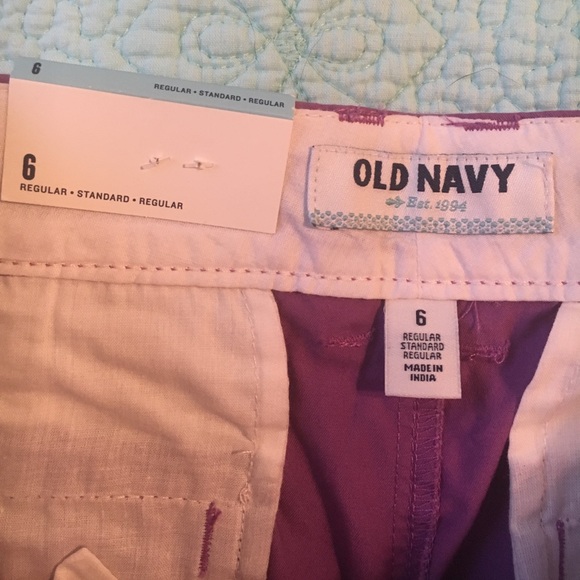 6
REGULAR • STANDARD • REGULAR
6
REGULAR • STANDARD • REGULAR
OLD NAVY
Est. 1994
6
REGULAR
STANDARD
REGULAR
MADE IN
INDIA